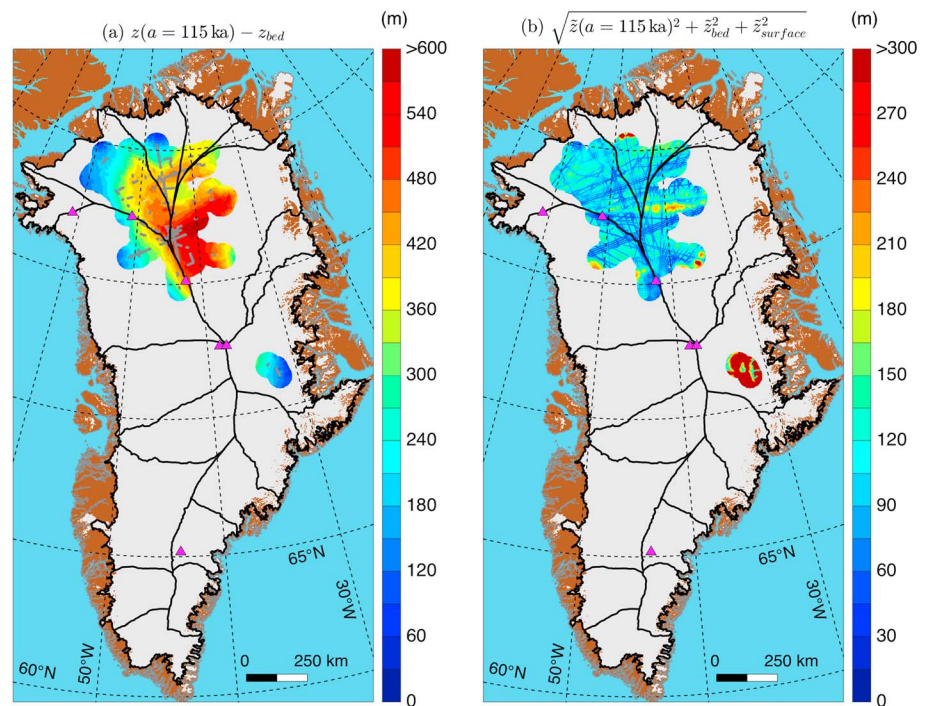 (a) z(a = 115 ka) − z_bed
(m)
>600
540
480
420
360
300
240
180
120
60
0
65°N
30°W
60°N
50°W
0 250 km
(b) √(z̃(a = 115 ka)² + z̃²_bed + z̃²_surface)
(m)
>300
270
240
210
180
150
120
90
60
30
0
65°N
30°W
60°N
50°W
0 250 km